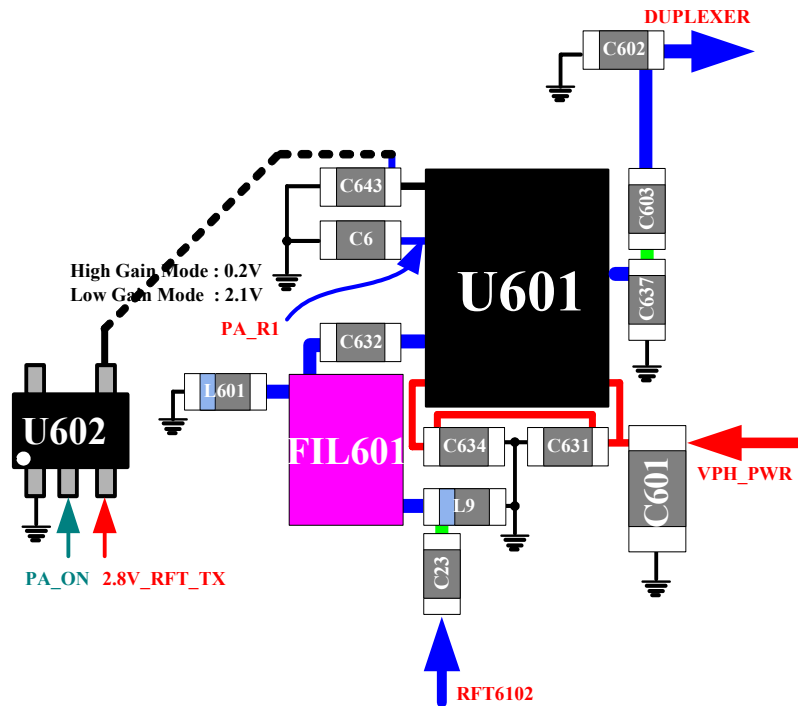 DUPLEXER
C602
C643
C603
C6
High Gain Mode : 0.2V
Low Gain Mode  : 2.1V
U601
C637
PA_R1
C632
L601
U602
FIL601
C634
C631
C601
VPH_PWR
L9
C23
PA_ON
2.8V_RFT_TX
RFT6102